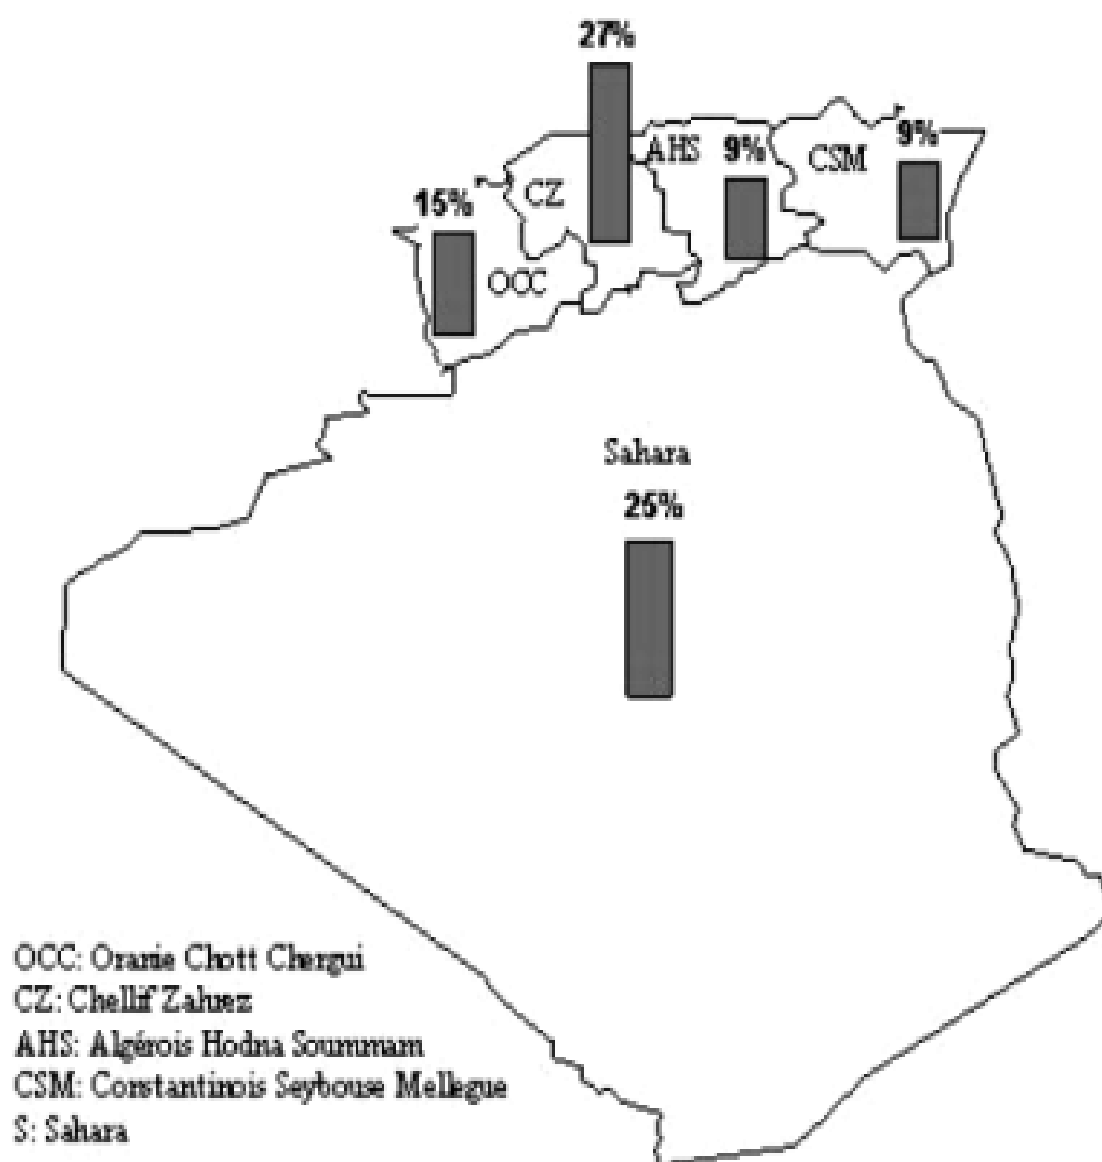 27%
AHS
9%
CSM
9%
CZ
15%
OCC
Sahara
25%
OCC: Oranie Chott Chergui
CZ: Chellif Zahrez
AHS: Algérois Hodna Soummam
CSM: Constantinois Seybouse Mellegue
S: Sahara